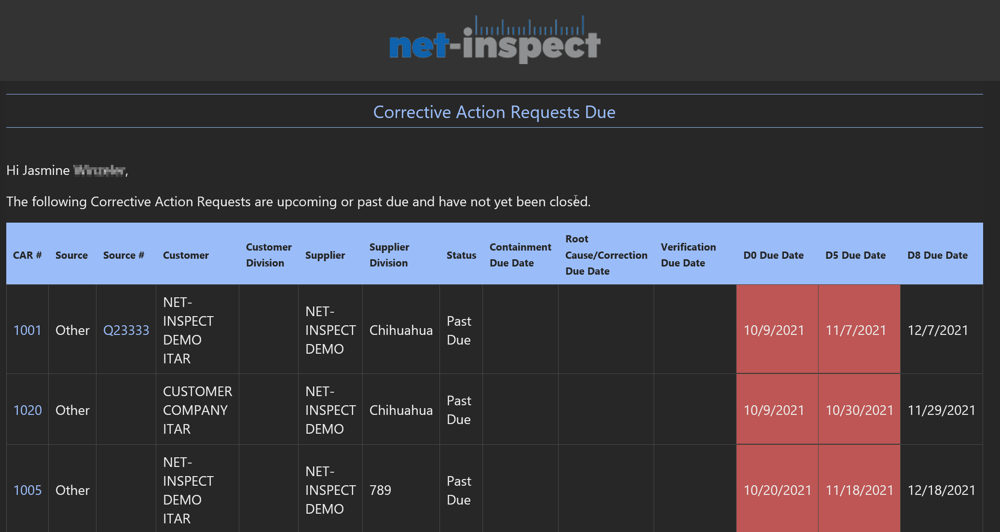 net-inspect
Corrective Action Requests Due
Hi Jasmine ,
The following Corrective Action Requests are upcoming or past due and have not yet been closed.
CAR # Source Source # Customer Customer Division Supplier Supplier Division Status Containment Due Date Root Cause/Correction Due Date Verification Due Date D0 Due Date D5 Due Date D8 Due Date
1001 Other Q23333 NET-INSPECT DEMO ITAR NET-INSPECT DEMO Chihuahua Past Due 10/9/2021 11/7/2021 12/7/2021
1020 Other CUSTOMER COMPANY ITAR NET-INSPECT DEMO Chihuahua Past Due 10/9/2021 10/30/2021 11/29/2021
1005 Other NET-INSPECT DEMO ITAR NET-INSPECT DEMO 789 Past Due 10/20/2021 11/18/2021 12/18/2021